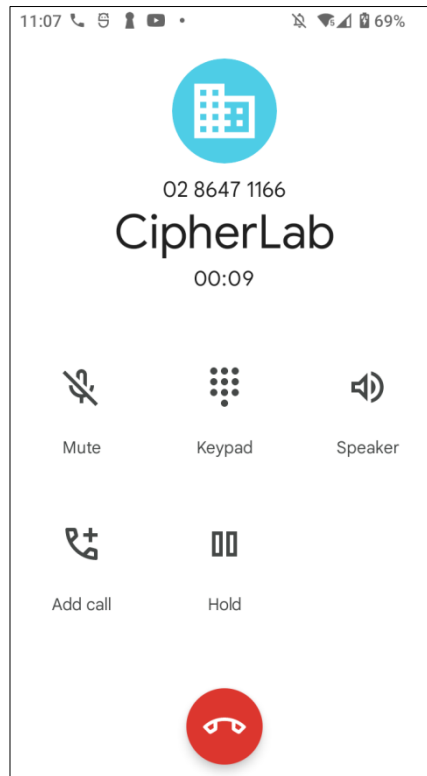 11:07 69%
02 8647 1166
CipherLab
00:09
Mute Keypad Speaker
Add call Hold